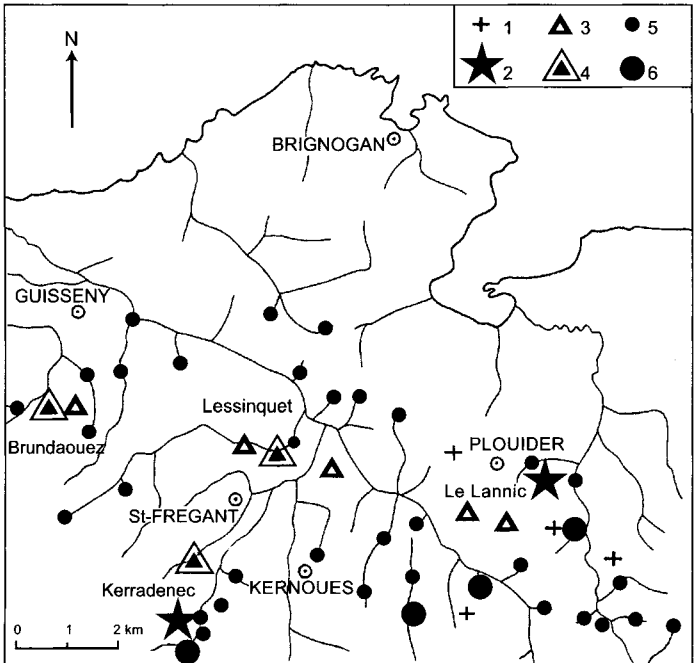 N
1 3 5
2 4 6
BRIGNOGAN
GUISSENY
Lessinquet
Brundaouez
PLOUIDER
Le Lannic
St-FREGANT
KERNOUES
Kerradenec
0 1 2 km